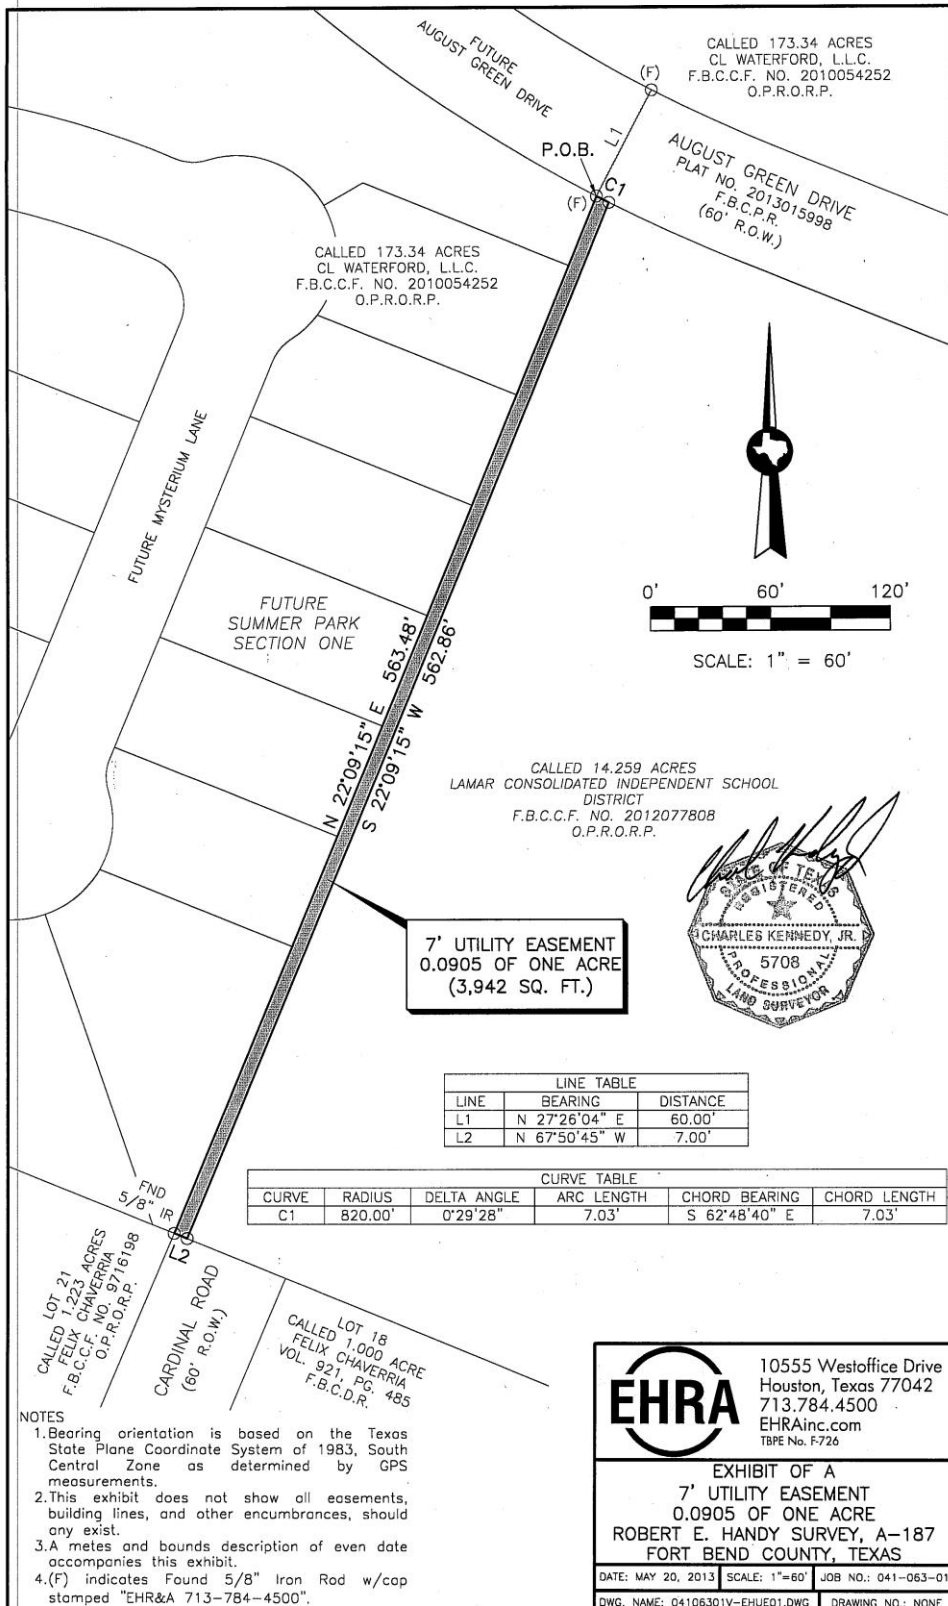 FUTURE
AUGUST GREEN DRIVE
CALLED 173.34 ACRES
CL WATERFORD, L.L.C.
F.B.C.C.F. NO. 2010054252
O.P.R.O.R.P.
(F)
L1
P.O.B.
C1
(F)
AUGUST GREEN DRIVE
PLAT NO. 2013015998
F.B.C.P.R.
(60' R.O.W.)
CALLED 173.34 ACRES
CL WATERFORD, L.L.C.
F.B.C.C.F. NO. 2010054252
O.P.R.O.R.P.
FUTURE MYSTERIUM LANE
FUTURE
SUMMER PARK
SECTION ONE
0' 60' 120'
SCALE: 1" = 60'
N 22°09'15" E 563.48'
S 22°09'15" W 562.86'
CALLED 14.259 ACRES
LAMAR CONSOLIDATED INDEPENDENT SCHOOL
DISTRICT
F.B.C.C.F. NO. 2012077808
O.P.R.O.R.P.
STATE OF TEXAS
REGISTERED
CHARLES KENNEDY, JR.
5708
PROFESSIONAL
LAND SURVEYOR
7' UTILITY EASEMENT
0.0905 OF ONE ACRE
(3,942 SQ. FT.)
LINE TABLE
LINE BEARING DISTANCE
L1 N 27°26'04" E 60.00'
L2 N 67°50'45" W 7.00'
CURVE TABLE
CURVE RADIUS DELTA ANGLE ARC LENGTH CHORD BEARING CHORD LENGTH
C1 820.00' 0°29'28" 7.03' S 62°48'40" E 7.03'
FND
5/8" IR
L2
LOT 21
CALLED 1.223 ACRES
FELIX CHAVERRIA
F.B.C.C.F. NO. 9716198
O.P.R.O.R.P.
CARDINAL ROAD
(60' R.O.W.)
LOT 18
CALLED 1.000 ACRE
FELIX CHAVERRIA
VOL. 921, PG. 485
F.B.C.D.R.
NOTES
1. Bearing orientation is based on the Texas
State Plane Coordinate System of 1983, South
Central Zone as determined by GPS
measurements.
2. This exhibit does not show all easements,
building lines, and other encumbrances, should
any exist.
3. A metes and bounds description of even date
accompanies this exhibit.
4. (F) indicates Found 5/8" Iron Rod w/cap
stamped "EHR&A 713-784-4500".
EHRA
10555 Westoffice Drive
Houston, Texas 77042
713.784.4500
EHRAinc.com
TBPE No. F-726
EXHIBIT OF A
7' UTILITY EASEMENT
0.0905 OF ONE ACRE
ROBERT E. HANDY SURVEY, A-187
FORT BEND COUNTY, TEXAS
DATE: MAY 20, 2013 SCALE: 1"=60' JOB NO.: 041-063-01
DWG. NAME: 04106301V-EHUE01.DWG DRAWING NO.: NONE